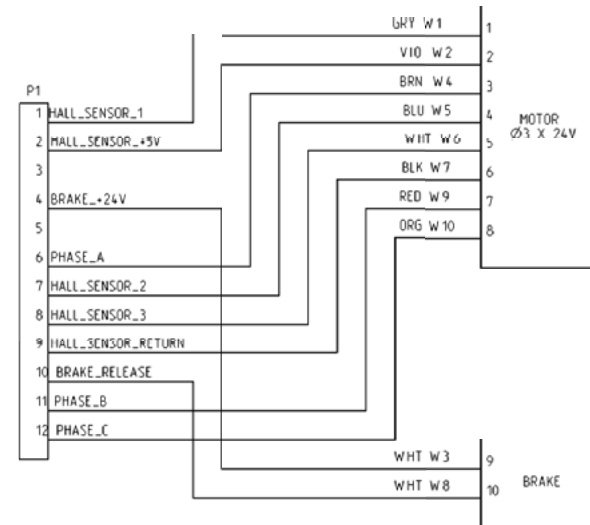 GRY W1
1
VIO W2
2
BRN W4
3
P1
BLU W5
4
MOTOR
1 HALL_SENSOR_1
Ø3 X 24V
WHT W6
5
2 HALL_SENSOR_+5V
BLK W7
6
3
RED W9
7
4 BRAKE_+24V
ORG W10
8
5
6 PHASE_A
7 HALL_SENSOR_2
8 HALL_SENSOR_3
9 HALL_SENSOR_RETURN
10 BRAKE_RELEASE
11 PHASE_B
12 PHASE_C
WHT W3
9
BRAKE
WHT W8
10